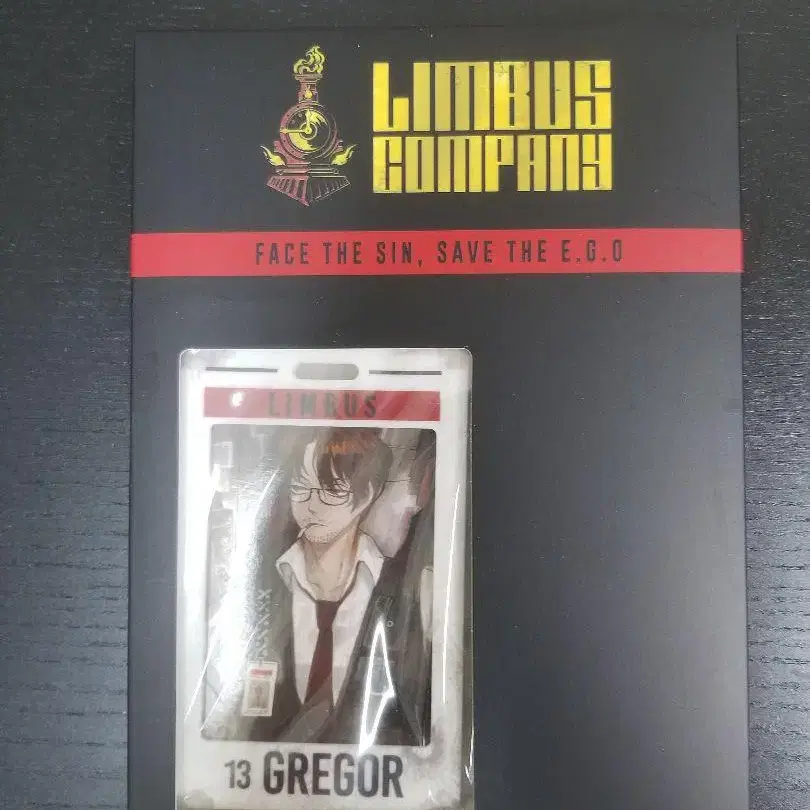 LIMBUS
COMPANY
FACE THE SIN, SAVE THE E.G.O
LIMBUS
13 GREGOR